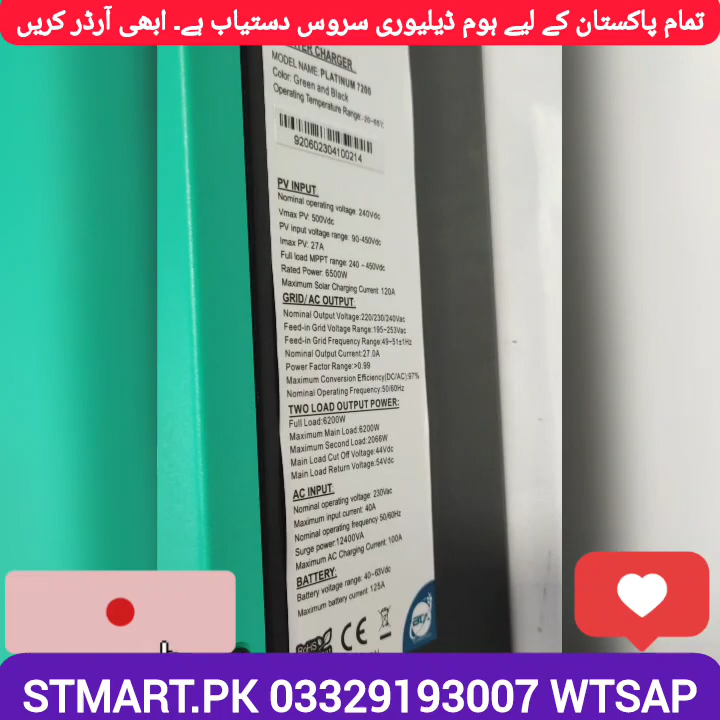 تمام پاکستان کے لیے ہوم ڈیلیوری سروس دستیاب ہے۔ ابھی آرڈر کریں
CHARGER
MODEL NAME: PLATINUM 7200
Color: Green and Black
Operating Temperature Range:
920602304100214
PV INPUT
Nominal operating voltage: 240Vdc
Vmax PV: 500Vdc
PV input voltage range: 90-450Vdc
Imax PV: 27A
Full load MPPT range: 240 ~ 450Vdc
Rated Power: 6500W
Maximum Solar Charging Current: 120A
GRID/ AC OUTPUT
Nominal Output Voltage:220/230/240Vac
Feed-in Grid Voltage Range:195~253Vac
Feed-in Grid Frequency Range:49~51±1Hz
Nominal Output Current:27.0A
Power Factor Range:>0.99
Maximum Conversion Efficiency(DC/AC):97%
Nominal Operating Frequency:50/60Hz
TWO LOAD OUTPUT POWER:
Full Load:6200W
Maximum Main Load:6200W
Maximum Second Load:2066W
Main Load Cut Off Voltage:44Vdc
Main Load Return Voltage:54Vdc
AC INPUT:
Nominal operating voltage: 230Vac
Maximum input current: 40A
Nominal operating frequency 50/60Hz
Surge power:12400VA
Maximum AC Charging Current: 100A
BATTERY:
Battery voltage range: 40~63Vdc
Maximum battery current: 125A
RoHS
CE
STMART.PK 03329193007 WTSAP